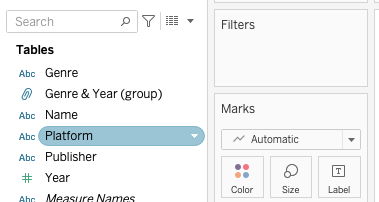 Search
Tables
Abc Genre
Genre & Year (group)
Abc Name
Abc Platform
Abc Publisher
# Year
Abc Measure Names
Filters
Marks
Automatic
Color
Size
T
Label